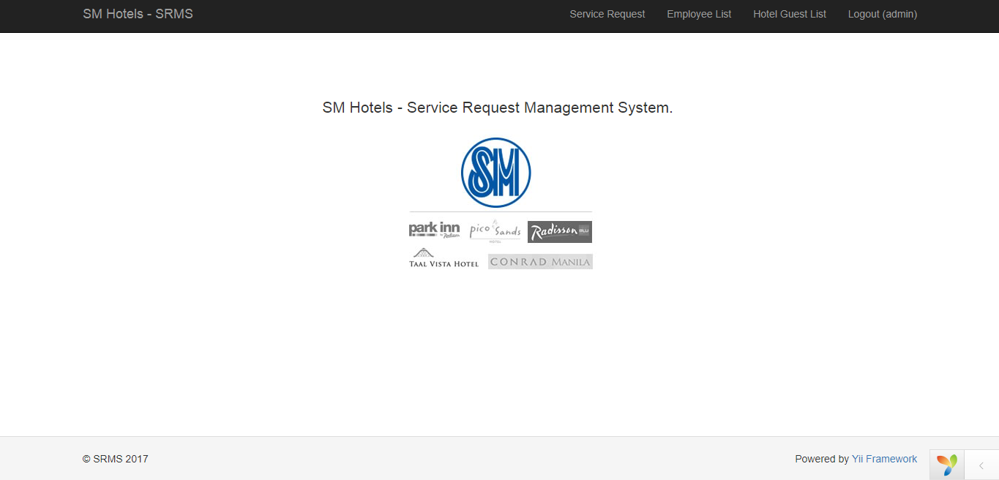 SM Hotels - SRMS Service Request Employee List Hotel Guest List Logout (admin)
SM Hotels - Service Request Management System.
SM
park inn pico Sands Radisson BLU
by Radisson HOTEL
TAAL VISTA HOTEL CONRAD MANILA
© SRMS 2017 Powered by Yii Framework